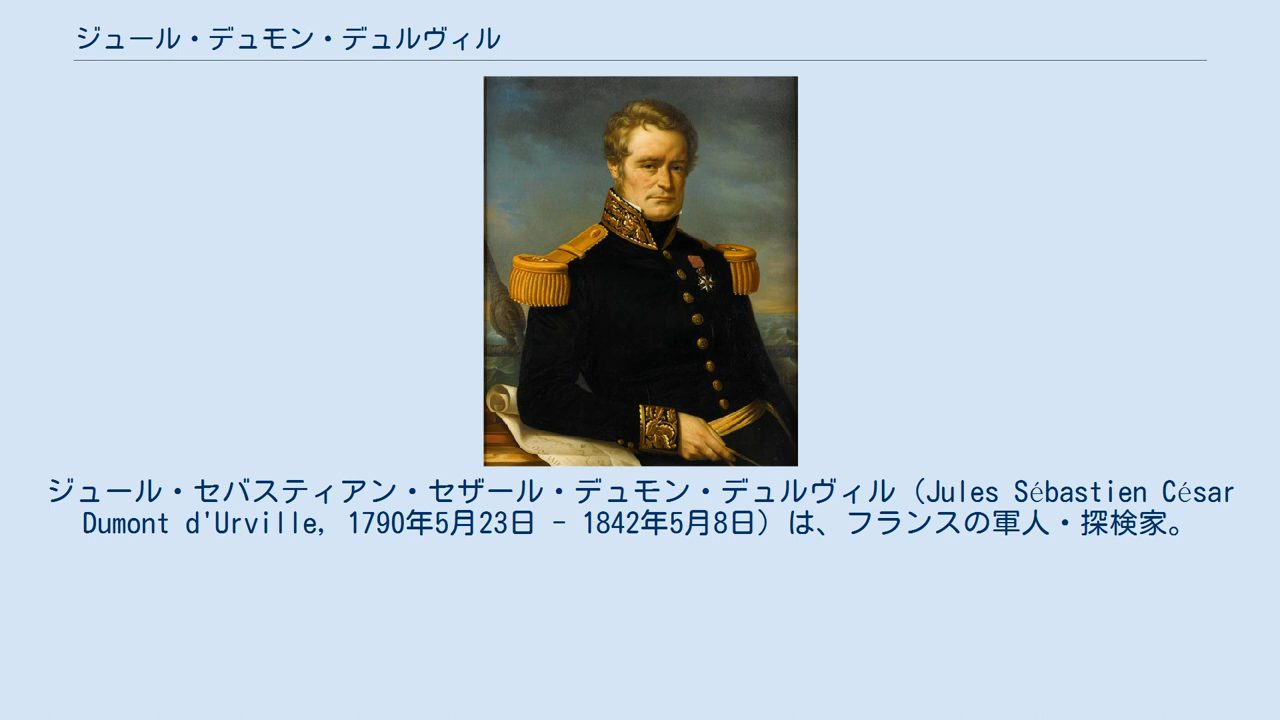 ジュール・デュモン・デュルヴィル
ジュール・セバスティアン・セザール・デュモン・デュルヴィル（Jules Sébastien César
Dumont d'Urville, 1790年5月23日 - 1842年5月8日）は、フランスの軍人・探検家。